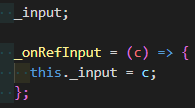 _input;
_onRefInput = (c) => {
this._input = c;
};